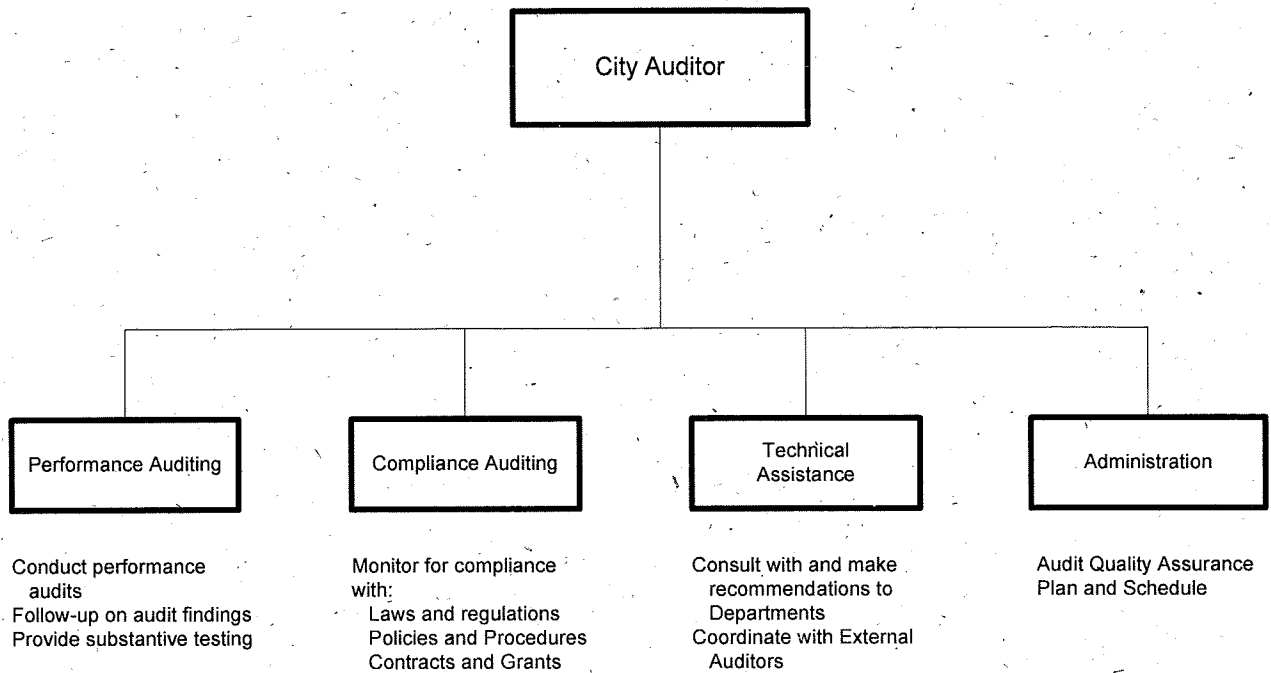 City Auditor
Performance Auditing
Compliance Auditing
Technical
Assistance
Administration
Conduct performance
audits
Follow-up on audit findings
Provide substantive testing
Monitor for compliance
with:
Laws and regulations
Policies and Procedures
Contracts and Grants
Consult with and make
recommendations to
Departments
Coordinate with External
Auditors
Audit Quality Assurance
Plan and Schedule